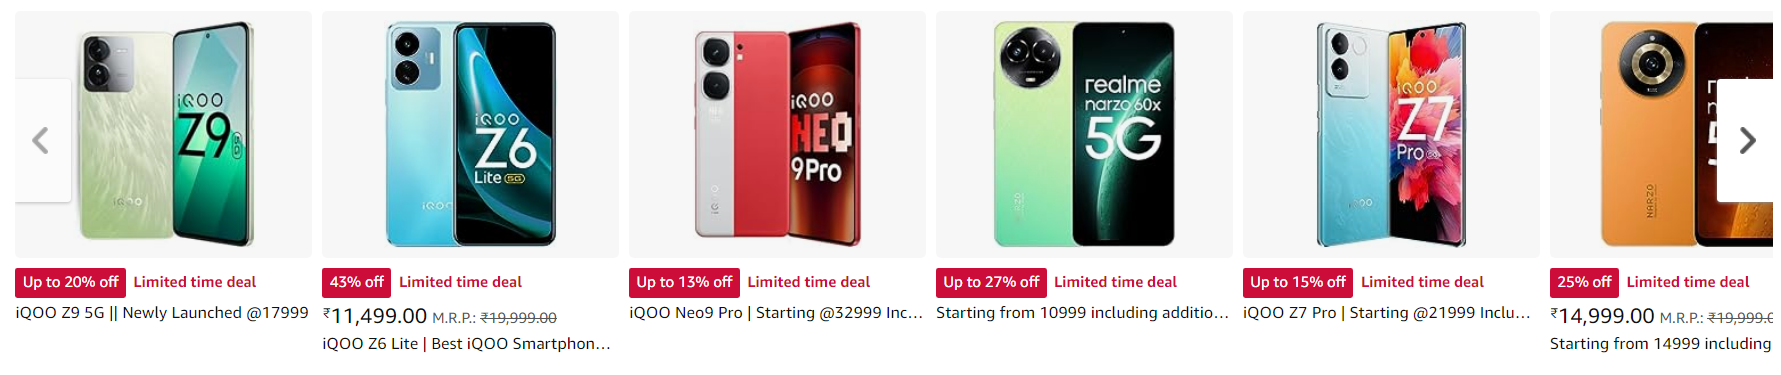 iQOO
Z9 5G
iQOO
Up to 20% off Limited time deal
iQOO Z9 5G || Newly Launched @17999
iQOO
Z6
Lite 5G
iQOO
43% off Limited time deal
₹11,499.00 M.R.P.: ₹19,999.00
iQOO Z6 Lite | Best iQOO Smartphon...
iQOO
NEO
9Pro
iQOO
Up to 13% off Limited time deal
iQOO Neo9 Pro | Starting @32999 Inc...
realme
narzo 60x
5G
Up to 27% off Limited time deal
Starting from 10999 including additio...
iQOO
Z7
Pro 5G
iQOO
Up to 15% off Limited time deal
iQOO Z7 Pro | Starting @21999 Inclu...
NARZO
25% off Limited time deal
₹14,999.00 M.R.P.: ₹19,999.0
Starting from 14999 including